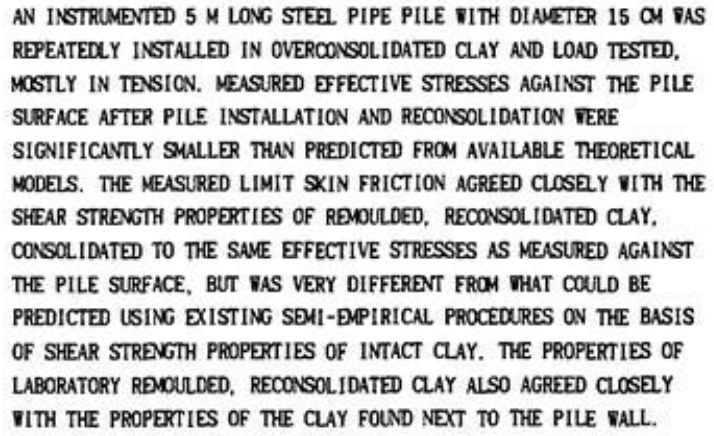 AN INSTRUMENTED 5 M LONG STEEL PIPE PILE WITH DIAMETER 15 CM WAS
REPEATEDLY INSTALLED IN OVERCONSOLIDATED CLAY AND LOAD TESTED,
MOSTLY IN TENSION. MEASURED EFFECTIVE STRESSES AGAINST THE PILE
SURFACE AFTER PILE INSTALLATION AND RECONSOLIDATION WERE
SIGNIFICANTLY SMALLER THAN PREDICTED FROM AVAILABLE THEORETICAL
MODELS. THE MEASURED LIMIT SKIN FRICTION AGREED CLOSELY WITH THE
SHEAR STRENGTH PROPERTIES OF REMOULDED, RECONSOLIDATED CLAY,
CONSOLIDATED TO THE SAME EFFECTIVE STRESSES AS MEASURED AGAINST
THE PILE SURFACE, BUT WAS VERY DIFFERENT FROM WHAT COULD BE
PREDICTED USING EXISTING SEMI-EMPIRICAL PROCEDURES ON THE BASIS
OF SHEAR STRENGTH PROPERTIES OF INTACT CLAY. THE PROPERTIES OF
LABORATORY REMOULDED, RECONSOLIDATED CLAY ALSO AGREED CLOSELY
WITH THE PROPERTIES OF THE CLAY FOUND NEXT TO THE PILE WALL.